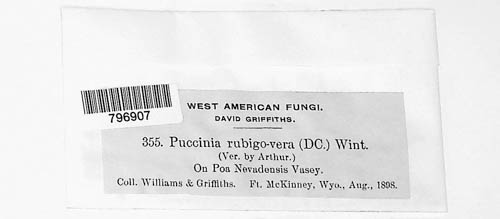 796907
WEST AMERICAN FUNGI.
DAVID GRIFFITHS.
355. Puccinia rubigo-vera (DC.) Wint.
(Ver. by Arthur.)
On Poa Nevadensis Vasey.
Coll. Williams & Griffiths. Ft. McKinney, Wyo., Aug., 1898.